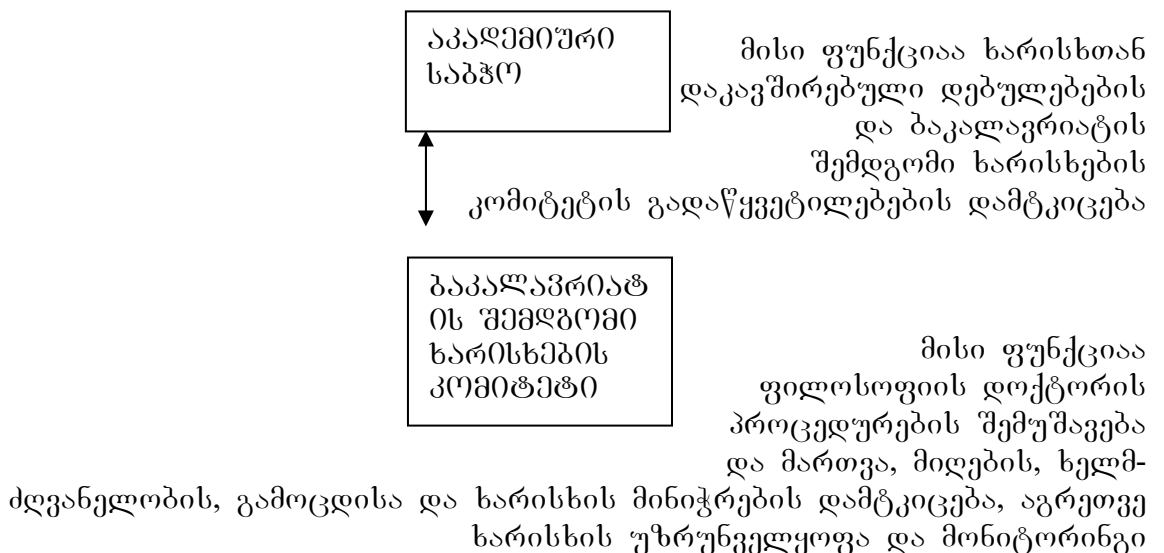 აკადემიური
საბჭო
მისი ფუნქციაა ხარისხთან
დაკავშირებული დებულებების
და ბაკალავრიატის
შემდგომი ხარისხების
კომიტეტის გადაწყვეტილებების დამტკიცება
ბაკალავრიატ
ის შემდგომი
ხარისხების
კომიტეტი
მისი ფუნქციაა
ფილოსოფიის დოქტორის
პროცედურების შემუშავება
და მართვა, მიღების, ხელმ-
ძღვანელობის, გამოცდისა და ხარისხის მინიჭრების დამტკიცება, აგრეთვე
ხარისხის უზრუნველყოფა და მონიტორინგი